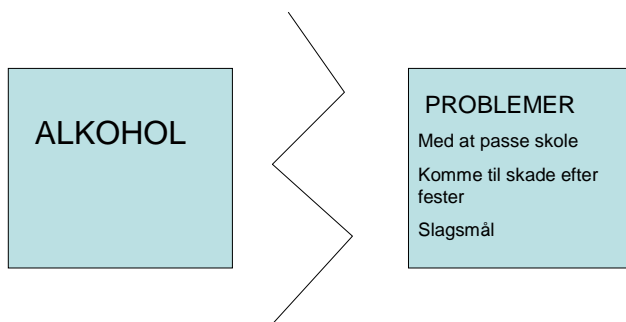 ALKOHOL
PROBLEMER
Med at passe skole
Komme til skade efter
fester
Slagsmål